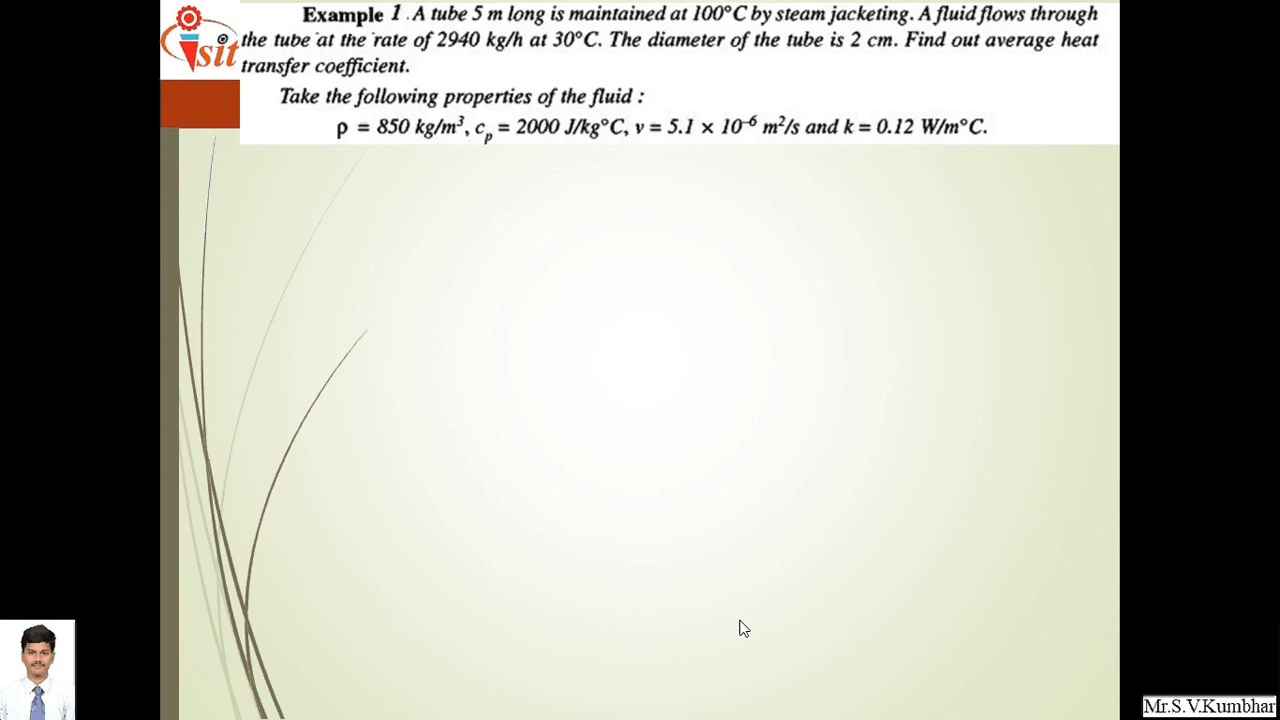 Example 1. A tube 5 m long is maintained at 100°C by steam jacketing. A fluid flows through
the tube at the rate of 2940 kg/h at 30°C. The diameter of the tube is 2 cm. Find out average heat
transfer coefficient.
Take the following properties of the fluid :
ρ = 850 kg/m³, cₚ = 2000 J/kg°C, ν = 5.1 × 10⁻⁶ m²/s and k = 0.12 W/m°C.
isit
Mr.S.V.Kumbhar